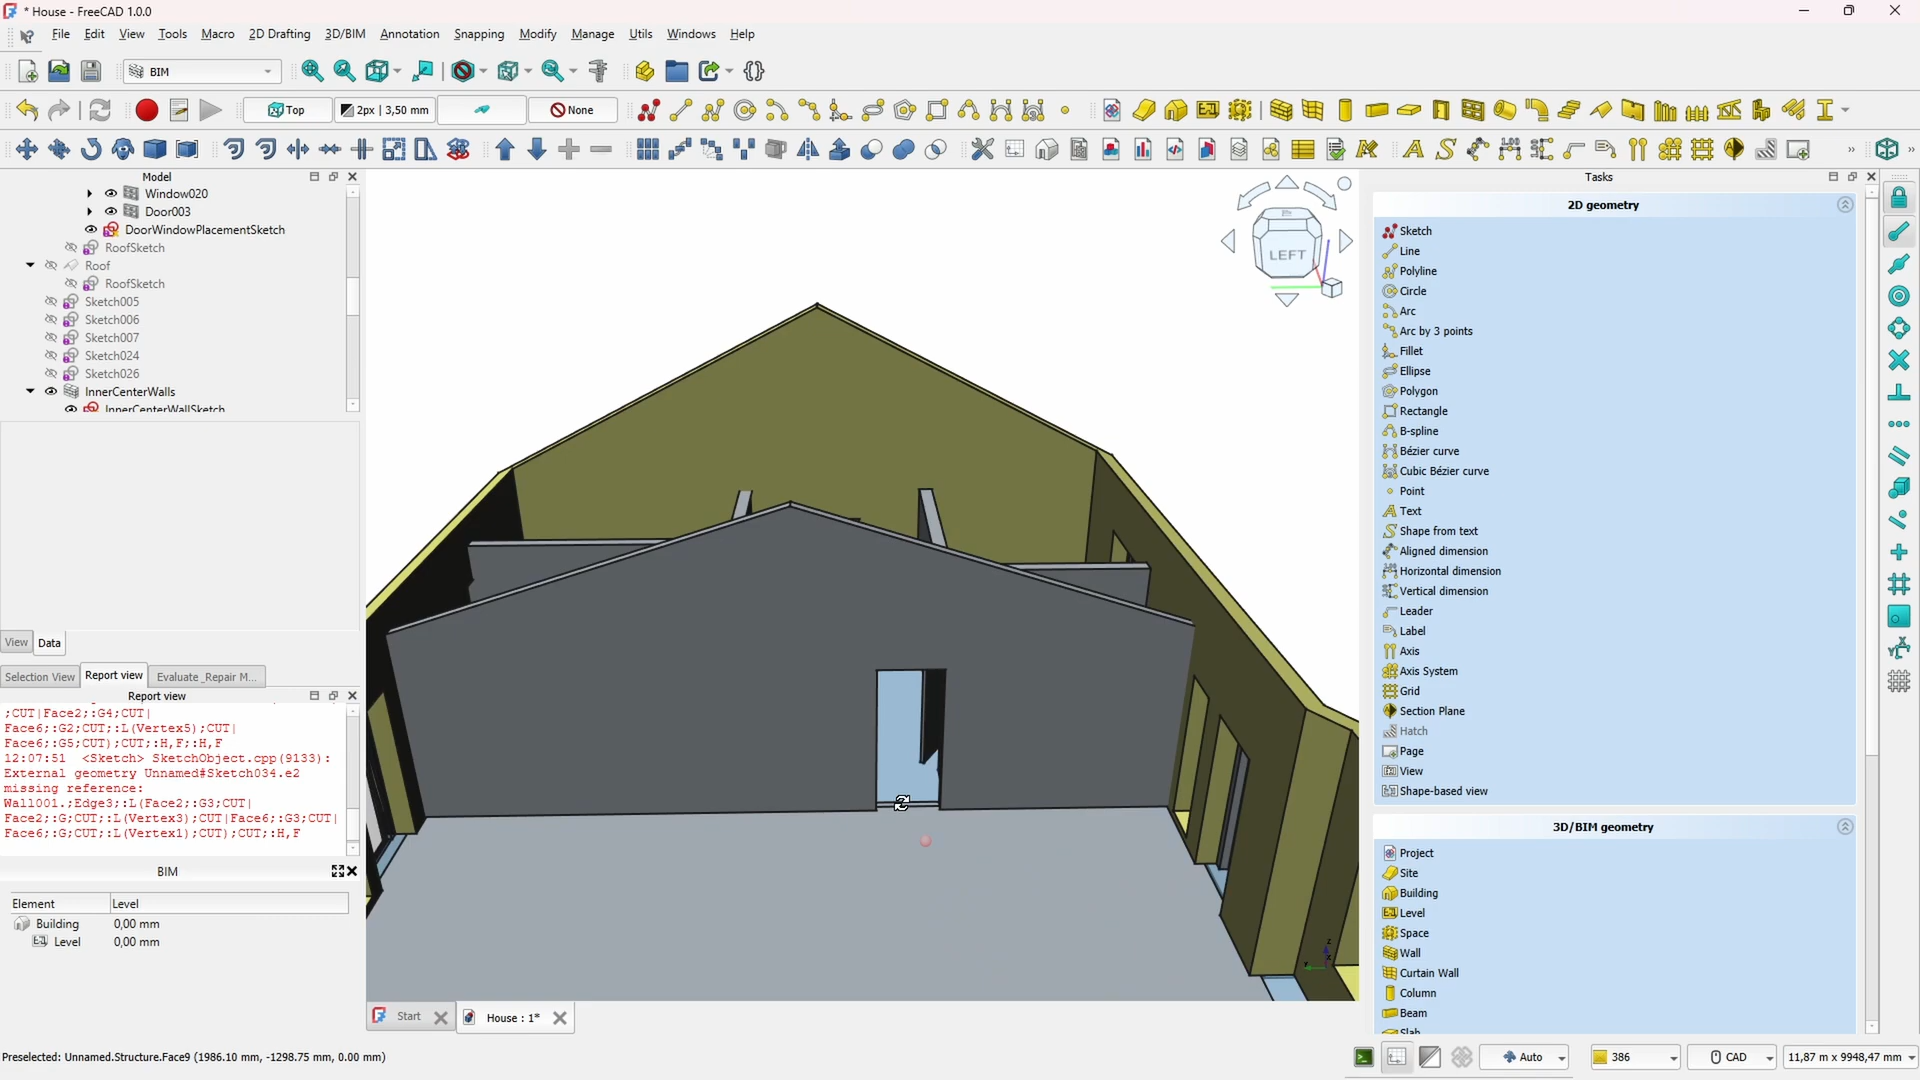 * House - FreeCAD 1.0.0
File Edit View Tools Macro 2D Drafting 3D/BIM Annotation Snapping Modify Manage Utils Windows Help
BIM
Top 2px | 3,50 mm None
Model
Window020
Door003
DoorWindowPlacementSketch
RoofSketch
Roof
RoofSketch
Sketch005
Sketch006
Sketch007
Sketch024
Sketch026
InnerCenterWalls
InnerCenterWallSketch
View Data
Selection View Report view Evaluate _Repair M...
Report view
;CUT|Face2;:G4;CUT|
Face6;:G2;CUT;:L(Vertex5);CUT|
Face6;:G5;CUT);CUT;:H,F;:H,F
12:07:51 <Sketch> SketchObject.cpp(9133):
External geometry Unnamed#Sketch034.e2
missing reference:
Wall001.;Edge3;:L(Face2;:G3;CUT|
Face2;:G;CUT;:L(Vertex3);CUT|Face6;:G3;CUT|
Face6;:G;CUT;:L(Vertex1);CUT);CUT;:H,F
BIM
Element Level
Building 0,00 mm
Level 0,00 mm
LEFT
Start House : 1*
Tasks
2D geometry
Sketch
Line
Polyline
Circle
Arc
Arc by 3 points
Fillet
Ellipse
Polygon
Rectangle
B-spline
Bézier curve
Cubic Bézier curve
Point
Text
Shape from text
Aligned dimension
Horizontal dimension
Vertical dimension
Leader
Label
Axis
Axis System
Grid
Section Plane
Hatch
Page
View
Shape-based view
3D/BIM geometry
Project
Site
Building
Level
Space
Wall
Curtain Wall
Column
Beam
Slab
Preselected: Unnamed.Structure.Face9 (1986.10 mm, -1298.75 mm, 0.00 mm)
Auto 386 CAD 11,87 m x 9948,47 mm